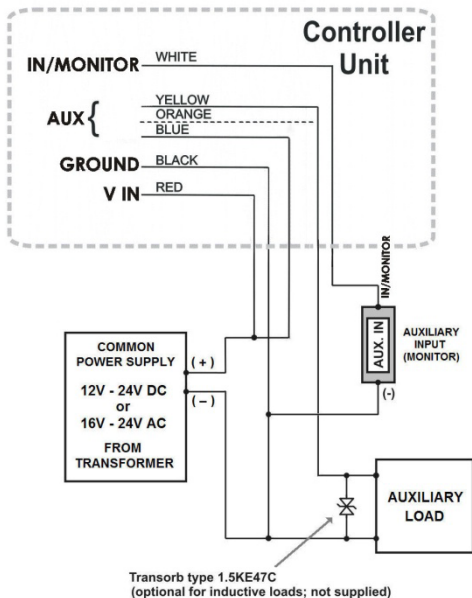 Controller
Unit
IN/MONITOR
WHITE
AUX {
YELLOW
ORANGE
BLUE
GROUND
BLACK
V IN
RED
IN/MONITOR
AUX. IN
AUXILIARY
INPUT
(MONITOR)
(-)
COMMON
POWER SUPPLY
12V - 24V DC
or
16V - 24V AC
FROM
TRANSFORMER
(+)
(−)
AUXILIARY
LOAD
Transorb type 1.5KE47C
(optional for inductive loads; not supplied)